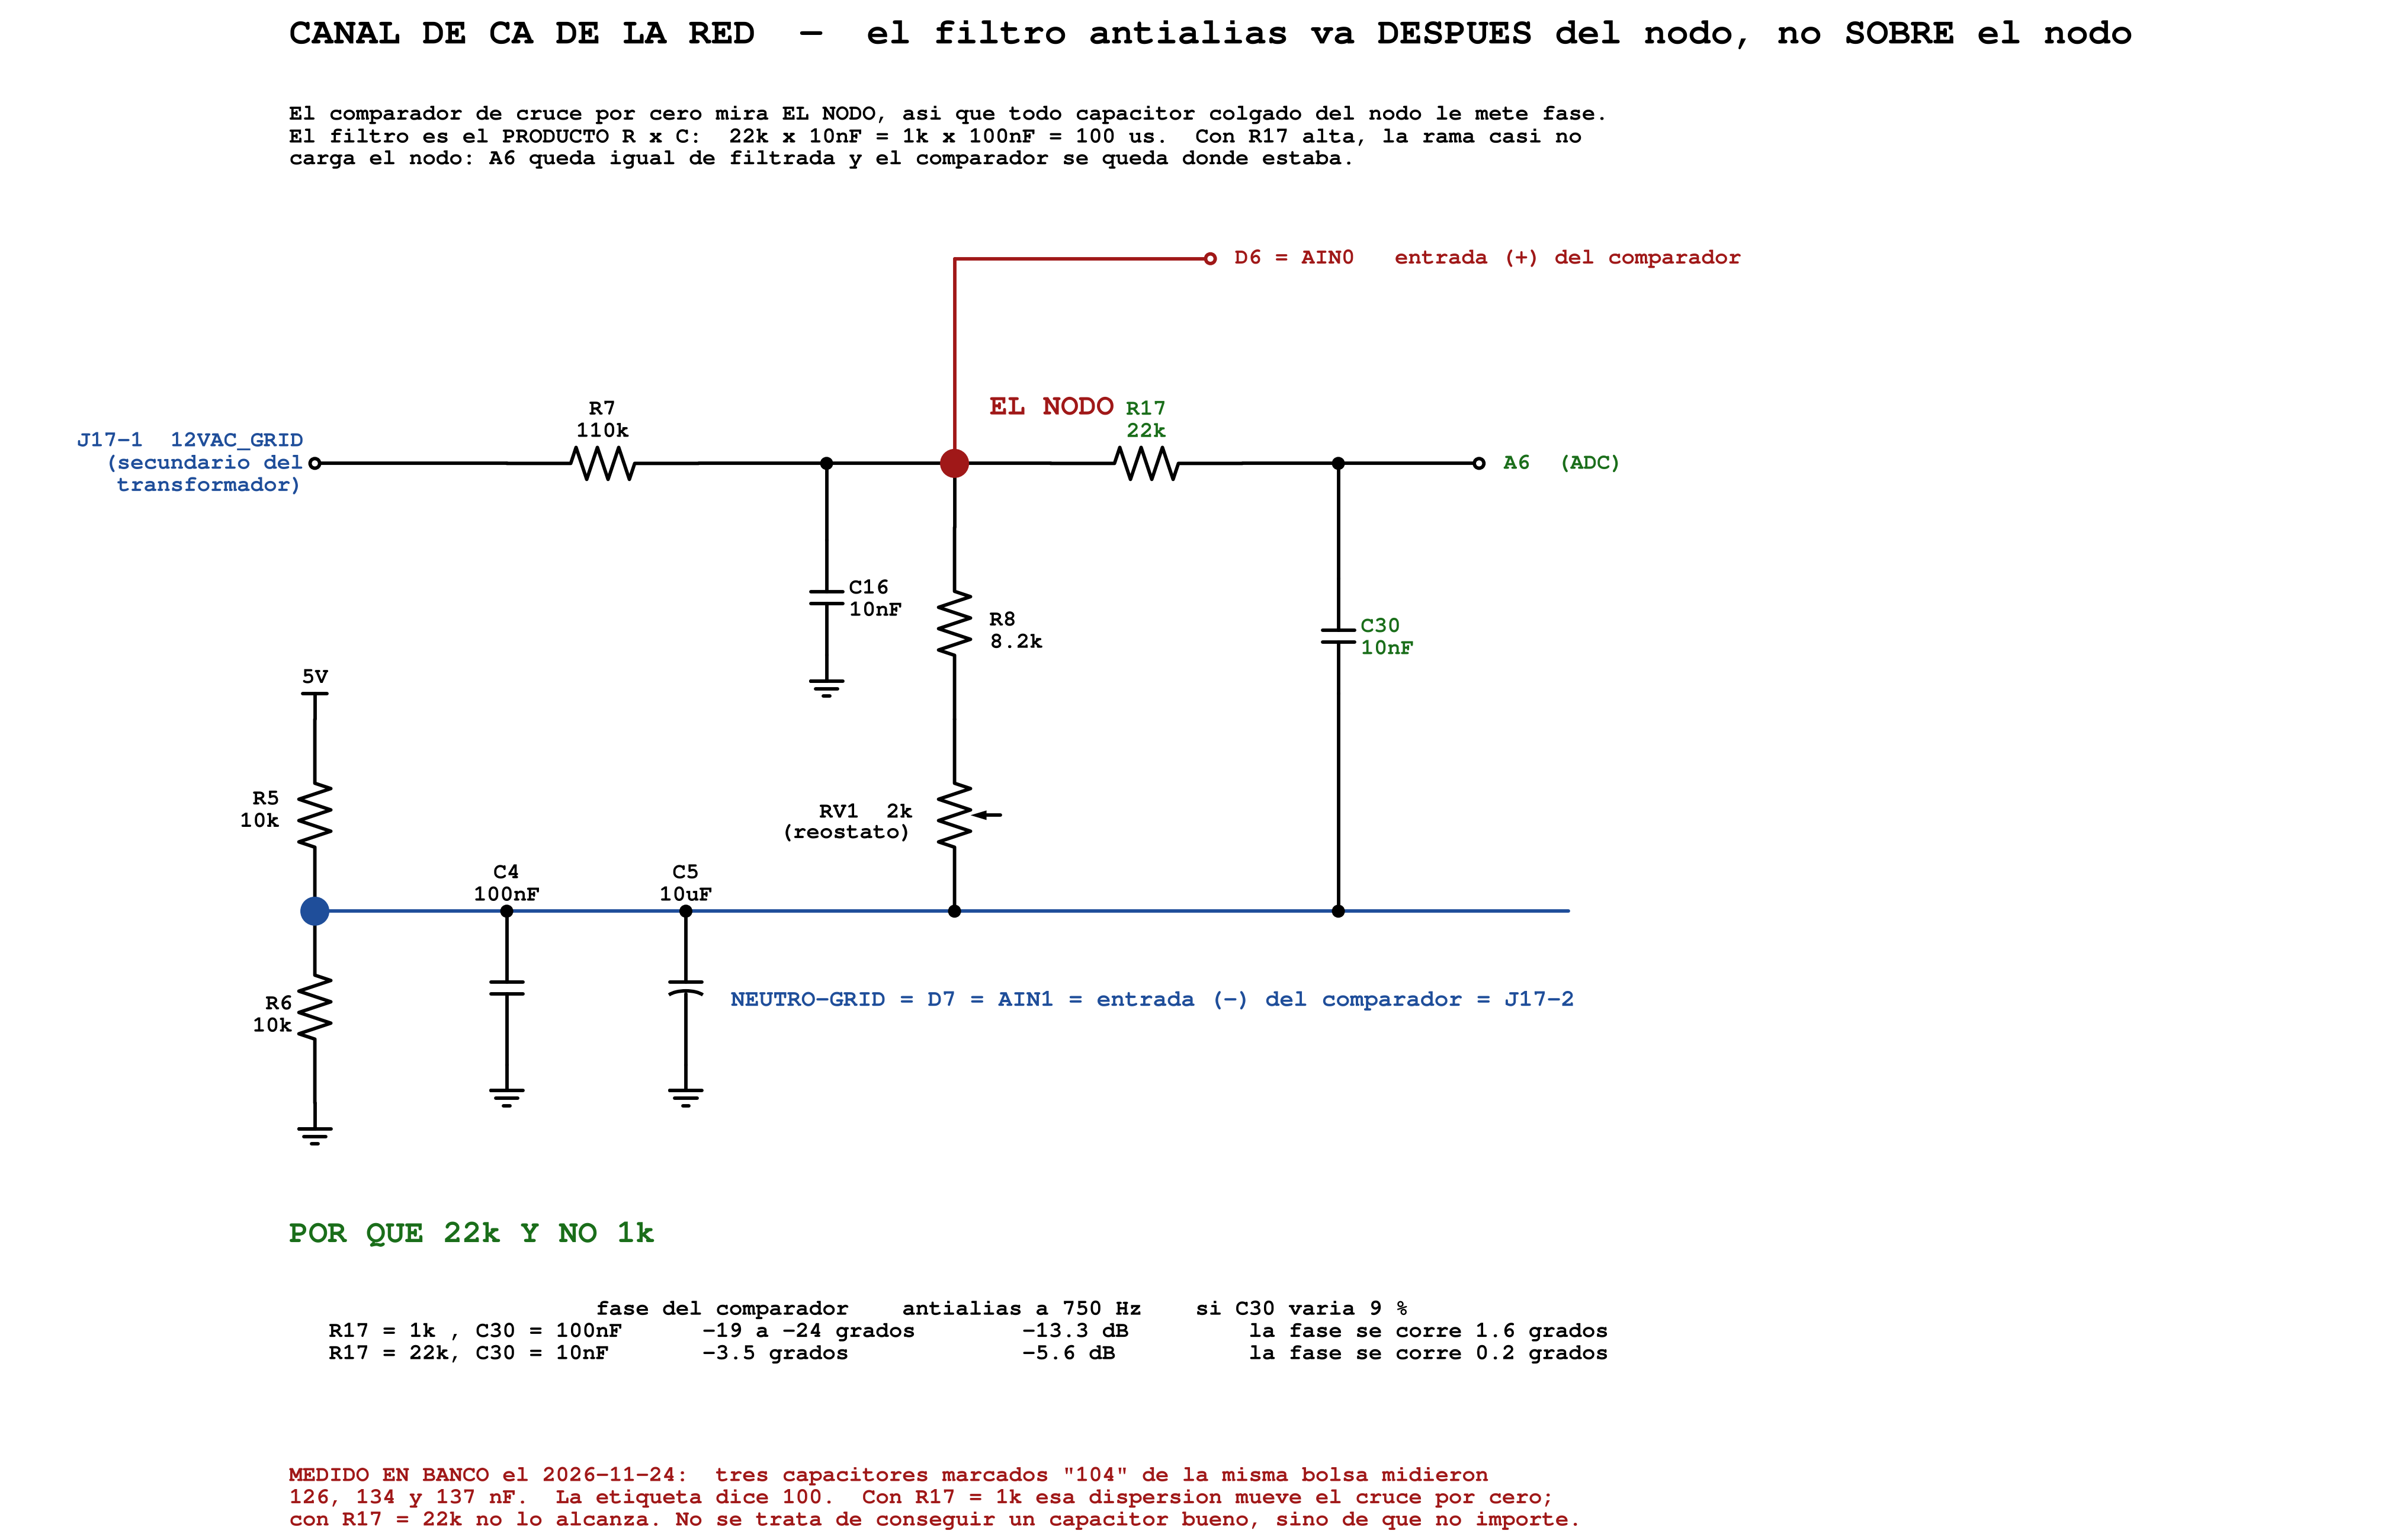 CANAL DE CA DE LA RED  —  el filtro antialias va DESPUES del nodo, no SOBRE el nodo
El comparador de cruce por cero mira EL NODO, asi que todo capacitor colgado del nodo le mete fase.
El filtro es el PRODUCTO R x C:  22k x 10nF = 1k x 100nF = 100 us.  Con R17 alta, la rama casi no
carga el nodo: A6 queda igual de filtrada y el comparador se queda donde estaba.
D6 = AIN0   entrada (+) del comparador
EL NODO
R7
110k
R17
22k
J17-1  12VAC_GRID
(secundario del
transformador)
A6  (ADC)
C16
10nF
R8
8.2k
C30
10nF
5V
R5
10k
RV1  2k
(reostato)
C4
100nF
C5
10uF
R6
10k
NEUTRO-GRID = D7 = AIN1 = entrada (-) del comparador = J17-2
POR QUE 22k Y NO 1k
fase del comparador    antialias a 750 Hz    si C30 varia 9 %
R17 = 1k , C30 = 100nF      -19 a -24 grados        -13.3 dB         la fase se corre 1.6 grados
R17 = 22k, C30 = 10nF       -3.5 grados             -5.6 dB          la fase se corre 0.2 grados
MEDIDO EN BANCO el 2026-11-24:  tres capacitores marcados "104" de la misma bolsa midieron
126, 134 y 137 nF.  La etiqueta dice 100.  Con R17 = 1k esa dispersion mueve el cruce por cero;
con R17 = 22k no lo alcanza. No se trata de conseguir un capacitor bueno, sino de que no importe.